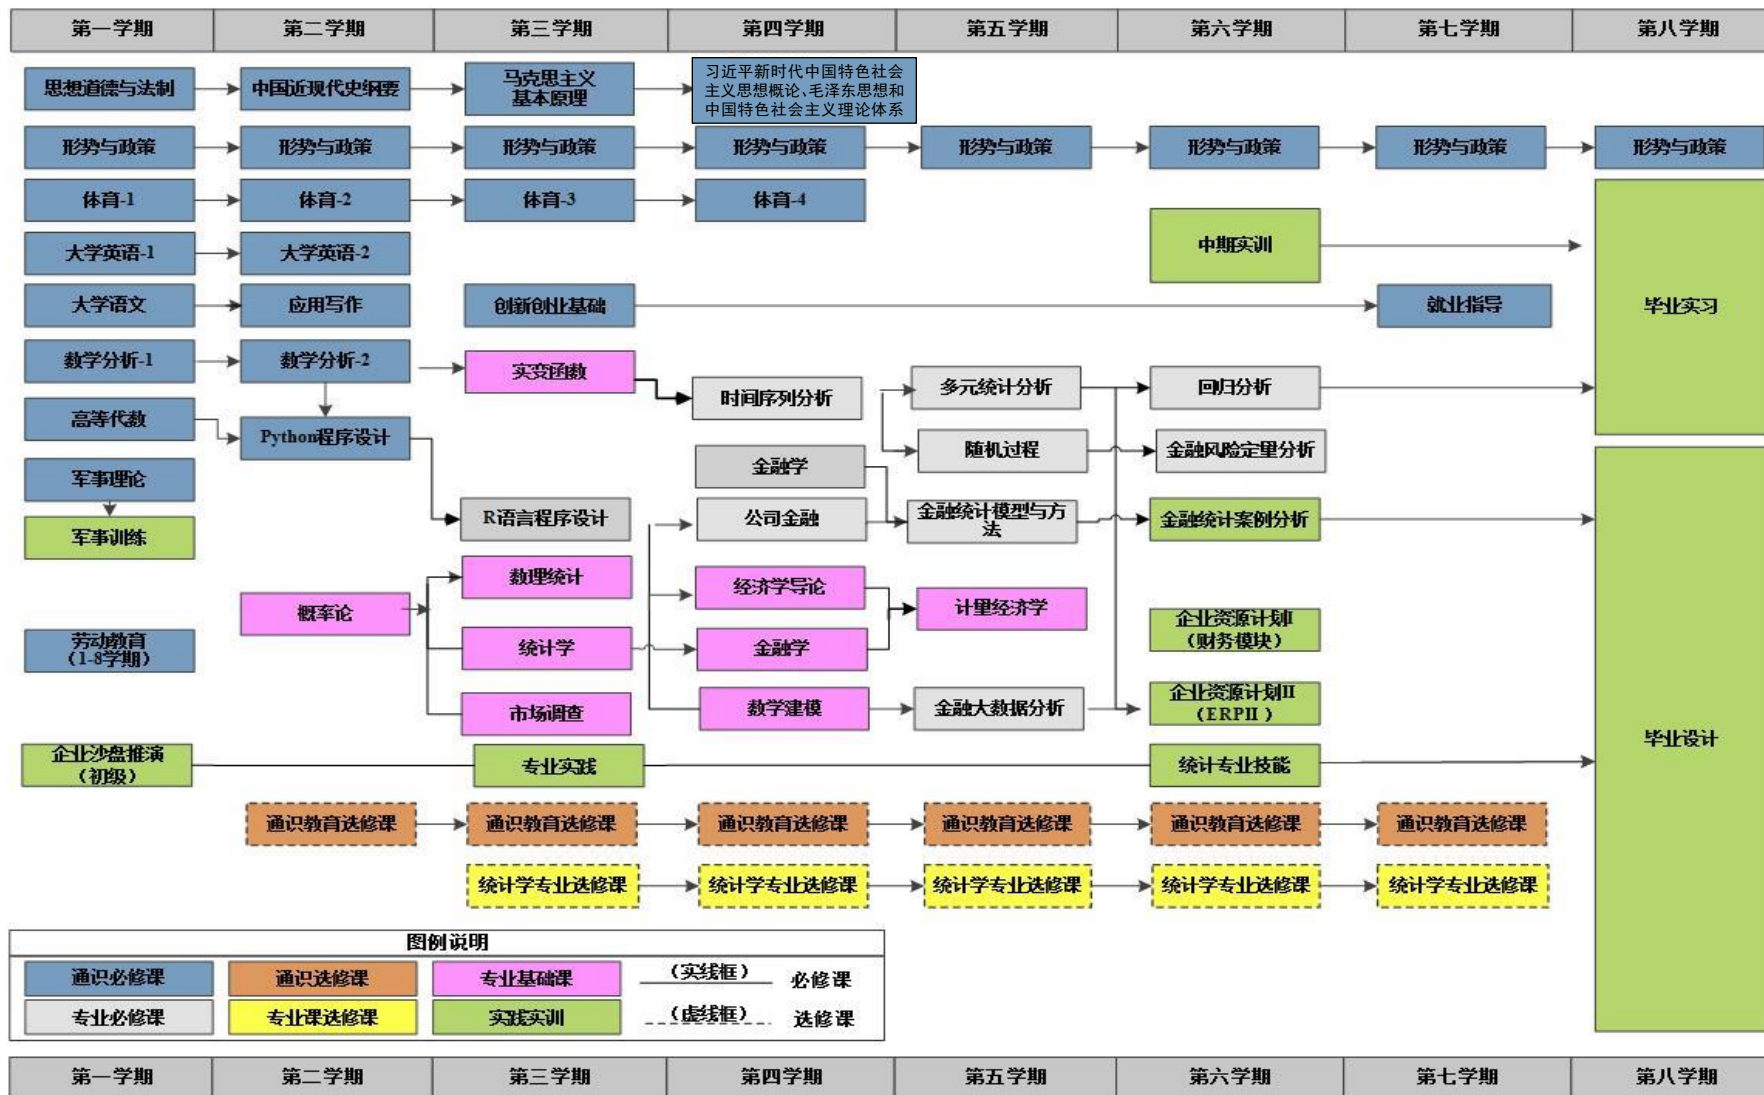 第一学期
第二学期
第三学期
第四学期
第五学期
第六学期
第七学期
第八学期
思想道德与法制
中国近现代史纲要
马克思主义
基本原理
习近平新时代中国特色社会
主义思想概论、毛泽东思想和
中国特色社会主义理论体系
形势与政策
形势与政策
形势与政策
形势与政策
形势与政策
形势与政策
形势与政策
形势与政策
体育-1
体育-2
体育-3
体育-4
大学英语-1
大学英语-2
中期实训
毕业实习
大学语文
应用写作
创新创业基础
就业指导
数学分析-1
数学分析-2
实变函数
时间序列分析
多元统计分析
回归分析
高等代数
Python程序设计
随机过程
金融风险定量分析
军事理论
金融学
军事训练
R语言程序设计
公司金融
金融统计模型与方
法
金融统计案例分析
概率论
数理统计
经济学导论
计量经济学
企业资源计划I
（财务模块）
劳动教育
（1-8学期）
统计学
金融学
市场调查
数学建模
金融大数据分析
企业资源计划II
（ERPII）
毕业设计
企业沙盘推演
（初级）
专业实践
统计专业技能
通识教育选修课
通识教育选修课
通识教育选修课
通识教育选修课
通识教育选修课
通识教育选修课
统计学专业选修课
统计学专业选修课
统计学专业选修课
统计学专业选修课
统计学专业选修课
图例说明
通识必修课
通识选修课
专业基础课
（实线框）
必修课
专业必修课
专业课选修课
实践实训
（虚线框）
选修课
第一学期
第二学期
第三学期
第四学期
第五学期
第六学期
第七学期
第八学期